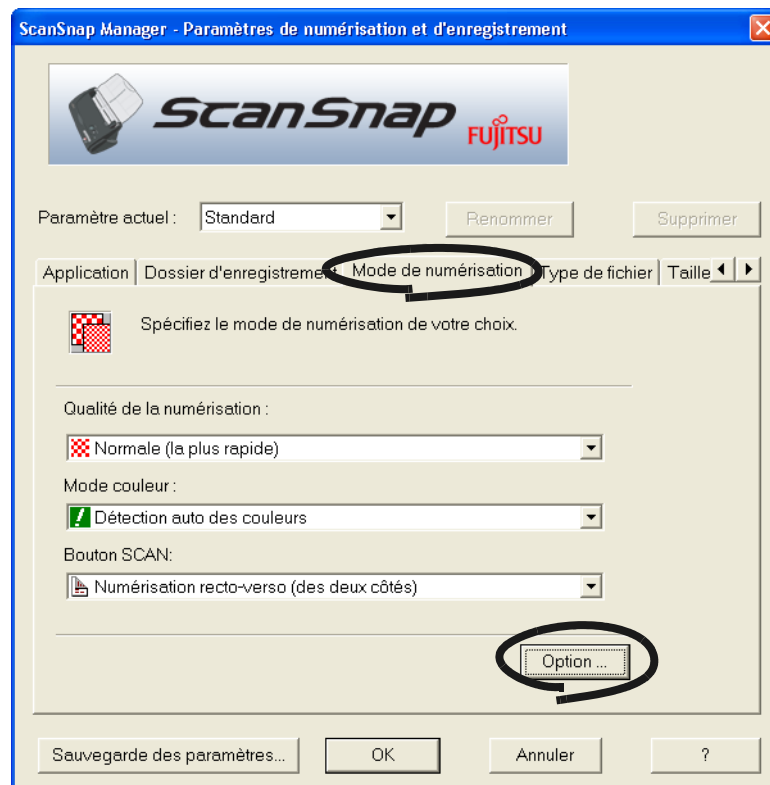 ScanSnap Manager - Paramètres de numérisation et d'enregistrement
ScanSnap FUJITSU
Paramètre actuel : Standard Renommer Supprimer
Application Dossier d'enregistrement Mode de numérisation Type de fichier Taille
Spécifiez le mode de numérisation de votre choix.
Qualité de la numérisation :
Normale (la plus rapide)
Mode couleur :
Détection auto des couleurs
Bouton SCAN:
Numérisation recto-verso (des deux côtés)
Option ...
Sauvegarde des paramètres... OK Annuler ?